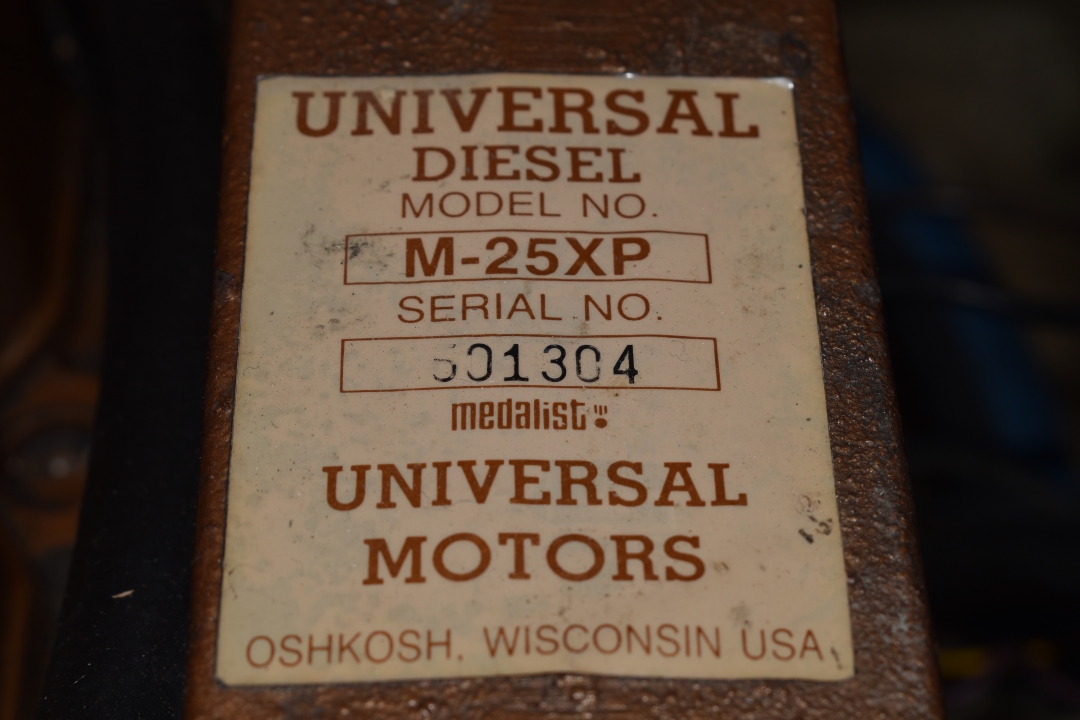 UNIVERSAL
DIESEL
MODEL NO.
M-25XP
SERIAL NO.
501304
medalist
UNIVERSAL
MOTORS
OSHKOSH, WISCONSIN USA